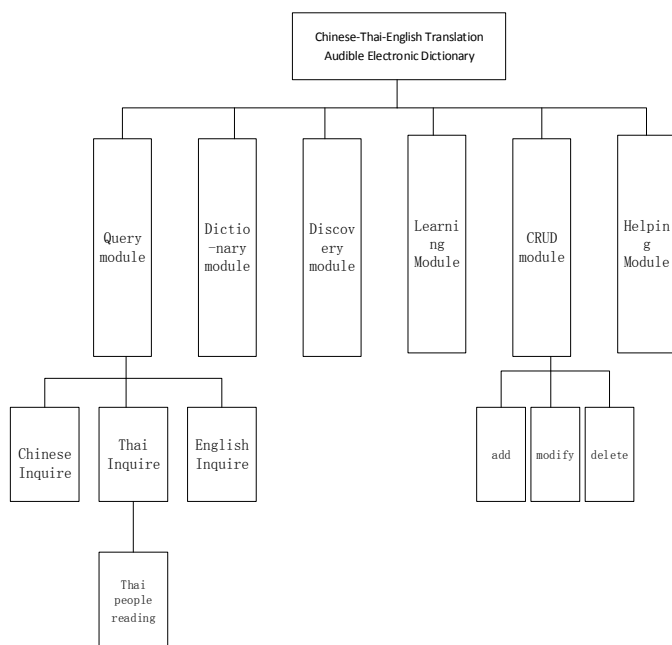 Chinese-Thai-English Translation
Audible Electronic Dictionary
Query
module
Dictio
-nary
module
Discov
ery
module
Learni
ng
Module
CRUD
module
Helpin
g
Module
Chinese
Inquire
Thai
Inquire
English
Inquire
add
modify
delete
Thai
people
reading